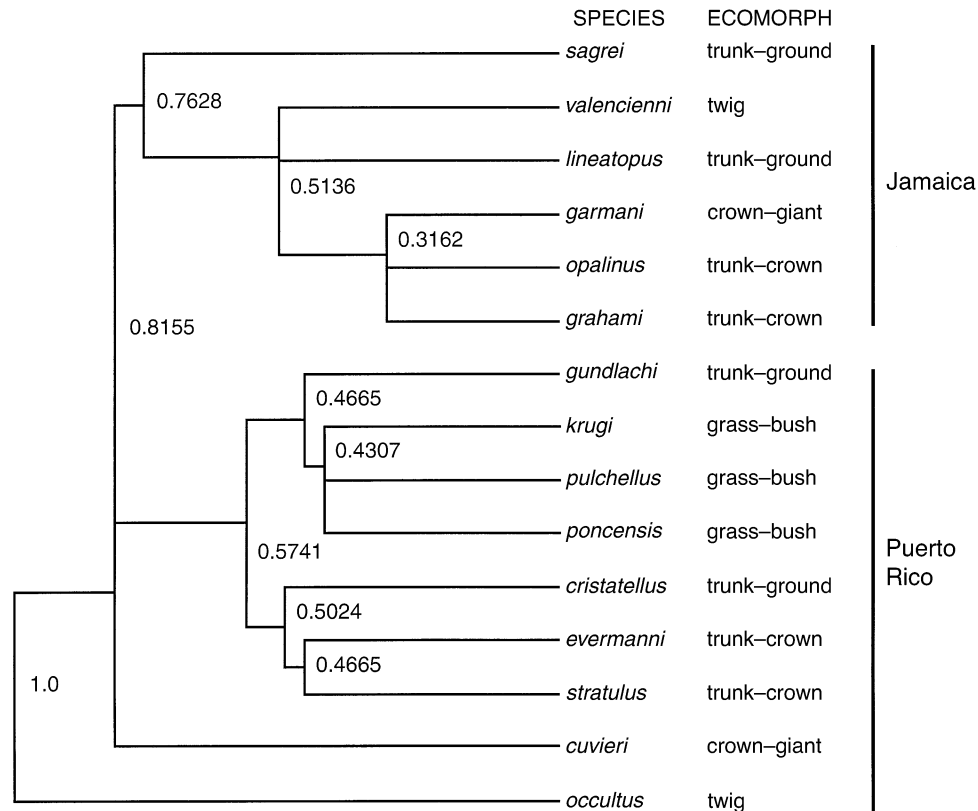 SPECIES ECOMORPH
sagrei trunk–ground
0.7628
valencienni twig
lineatopus trunk–ground
Jamaica
0.5136
garmani crown–giant
0.3162
opalinus trunk–crown
grahami trunk–crown
0.8155
gundlachi trunk–ground
0.4665
krugi grass–bush
0.4307
pulchellus grass–bush
poncensis grass–bush
Puerto
Rico
0.5741
cristatellus trunk–ground
0.5024
evermanni trunk–crown
0.4665
stratulus trunk–crown
1.0
cuvieri crown–giant
occultus twig